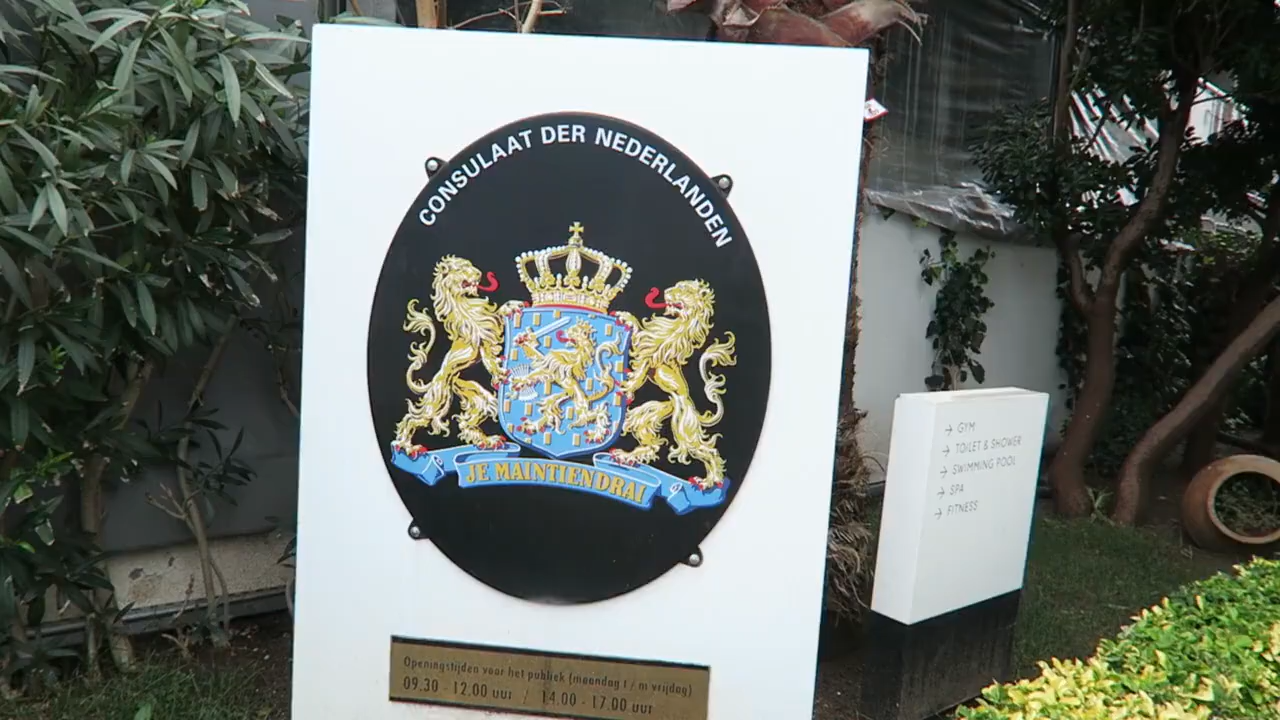 CONSULAAT DER NEDERLANDEN
JE MAINTIENDRAI
Openingstijden voor het publiek (maandag t/m vrijdag)
09.30 - 12.00 uur / 14.00 - 17.00 uur
→ GYM
→ TOILET & SHOWER
→ SWIMMING POOL
→ SPA
→ FITNESS